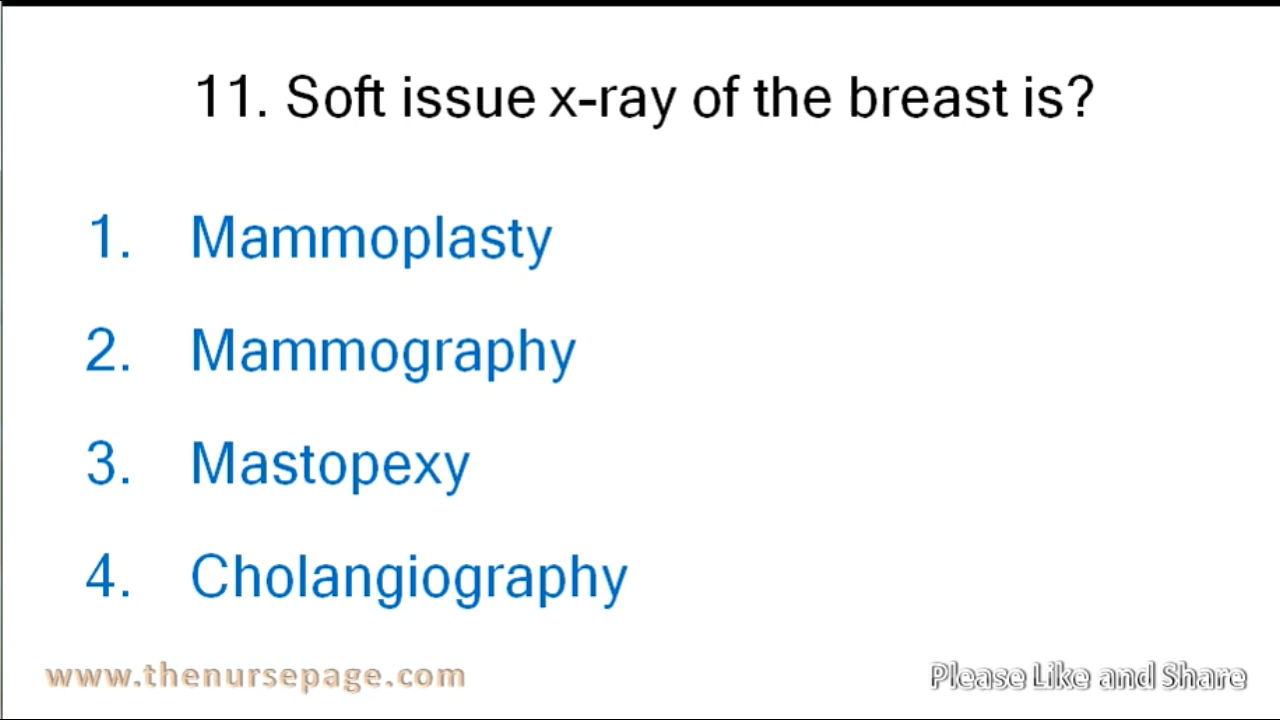 11. Soft issue x-ray of the breast is?
1. Mammoplasty
2. Mammography
3. Mastopexy
4. Cholangiography
www.thenursepage.com
Please Like and Share